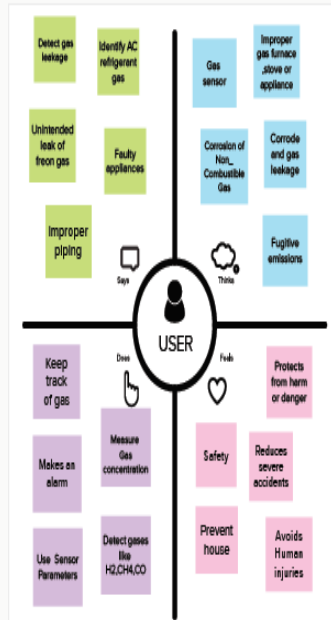 Detect gas
leakage
Identify AC
refrigerant
gas
Unintended
leak of
freon gas
Faulty
appliances
Improper
piping
Says
Gas
sensor
Improper
gas furnace
,stove or
appliance
Corrosion of
Non_
Combustible
Gas
Corrode
and gas
leakage
Fugitive
emissions
Thinks
USER
Does
Keep
track
of gas
Measure
Gas
concentration
Makes an
alarm
Use Sensor
Parameters
Detect gases
like
H2,CH4,CO
Feels
Protects
from harm
or danger
Safety
Reduces
severe
accidents
Prevent
house
Avoids
Human
injuries